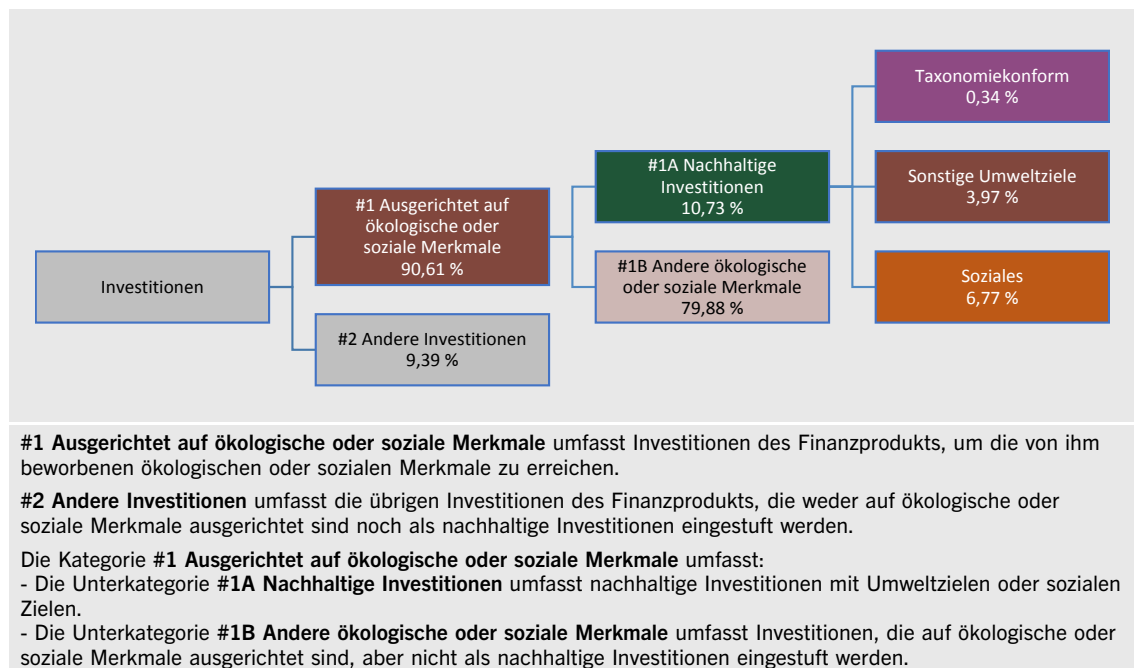 Investitionen
#1 Ausgerichtet auf
ökologische oder
soziale Merkmale
90,61 %
#2 Andere Investitionen
9,39 %
#1A Nachhaltige
Investitionen
10,73 %
#1B Andere ökologische
oder soziale Merkmale
79,88 %
Taxonomiekonform
0,34 %
Sonstige Umweltziele
3,97 %
Soziales
6,77 %
#1 Ausgerichtet auf ökologische oder soziale Merkmale umfasst Investitionen des Finanzprodukts, um die von ihm
beworbenen ökologischen oder sozialen Merkmale zu erreichen.
#2 Andere Investitionen umfasst die übrigen Investitionen des Finanzprodukts, die weder auf ökologische oder
soziale Merkmale ausgerichtet sind noch als nachhaltige Investitionen eingestuft werden.
Die Kategorie #1 Ausgerichtet auf ökologische oder soziale Merkmale umfasst:
- Die Unterkategorie #1A Nachhaltige Investitionen umfasst nachhaltige Investitionen mit Umweltzielen oder sozialen
Zielen.
- Die Unterkategorie #1B Andere ökologische oder soziale Merkmale umfasst Investitionen, die auf ökologische oder
soziale Merkmale ausgerichtet sind, aber nicht als nachhaltige Investitionen eingestuft werden.